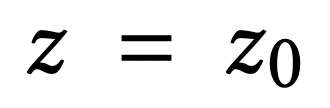 z = z₀